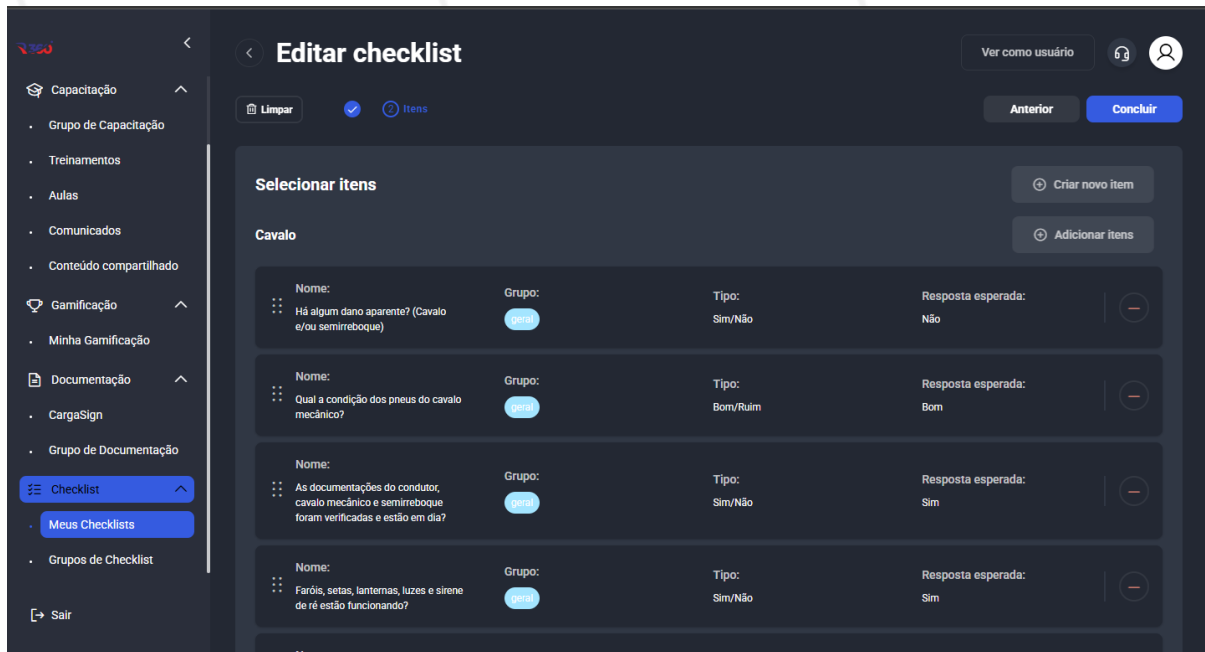 R360
Editar checklist
Ver como usuário
Limpar
2 Itens
Anterior
Concluir
Capacitação
Grupo de Capacitação
Treinamentos
Aulas
Comunicados
Conteúdo compartilhado
Gamificação
Minha Gamificação
Documentação
CargaSign
Grupo de Documentação
Checklist
Meus Checklists
Grupos de Checklist
Sair
Selecionar itens
Criar novo item
Cavalo
Adicionar itens
Nome:
Há algum dano aparente? (Cavalo
e/ou semirreboque)
Grupo:
geral
Tipo:
Sim/Não
Resposta esperada:
Não
Nome:
Qual a condição dos pneus do cavalo
mecânico?
Grupo:
geral
Tipo:
Bom/Ruim
Resposta esperada:
Bom
Nome:
As documentações do condutor,
cavalo mecânico e semirreboque
foram verificadas e estão em dia?
Grupo:
geral
Tipo:
Sim/Não
Resposta esperada:
Sim
Nome:
Faróis, setas, lanternas, luzes e sirene
de ré estão funcionando?
Grupo:
geral
Tipo:
Sim/Não
Resposta esperada:
Sim